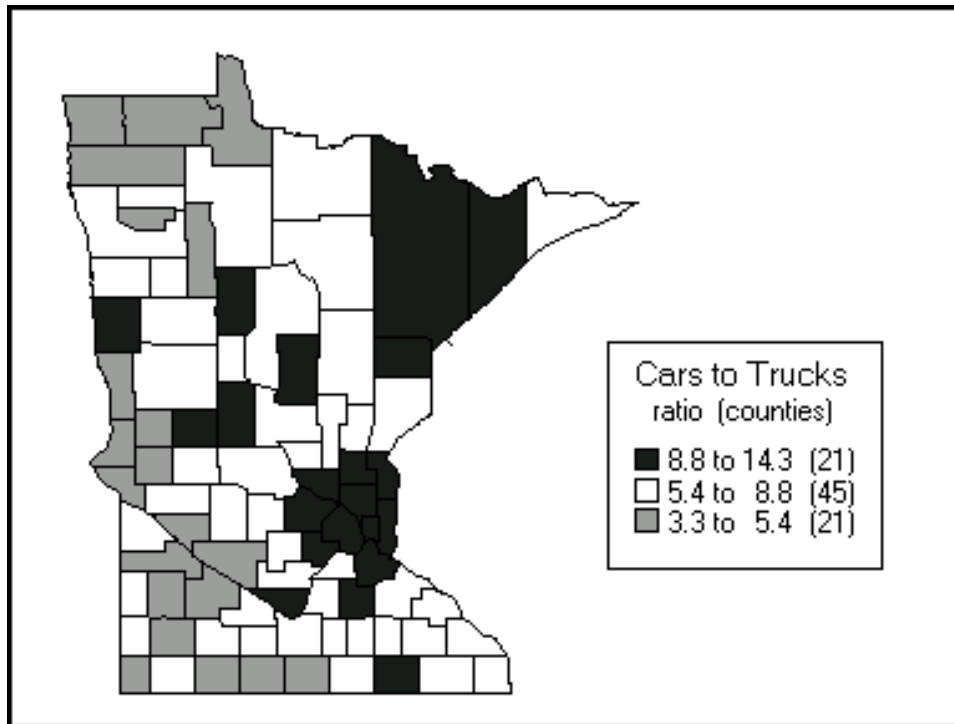 Cars to Trucks
ratio (counties)
8.8 to 14.3 (21)
5.4 to 8.8 (45)
3.3 to 5.4 (21)